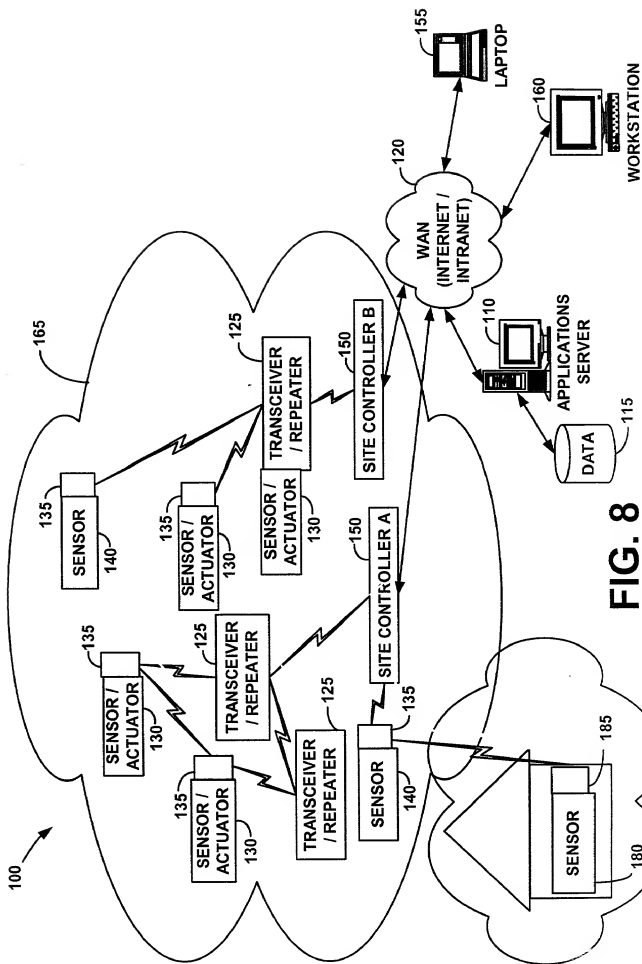 100
165
135
SENSOR
140
135
SENSOR /
ACTUATOR
130
SENSOR /
ACTUATOR
130
125
TRANSCEIVER
/ REPEATER
135
SENSOR /
ACTUATOR
130
135
SENSOR /
ACTUATOR
130
125
TRANSCEIVER
/ REPEATER
TRANSCEIVER
/ REPEATER
125
150
SITE CONTROLLER B
150
SITE CONTROLLER A
135
SENSOR
140
SENSOR
180
185
120
WAN
(INTERNET /
INTRANET)
155
LAPTOP
160
WORKSTATION
110
APPLICATIONS
SERVER
DATA
115
FIG. 8